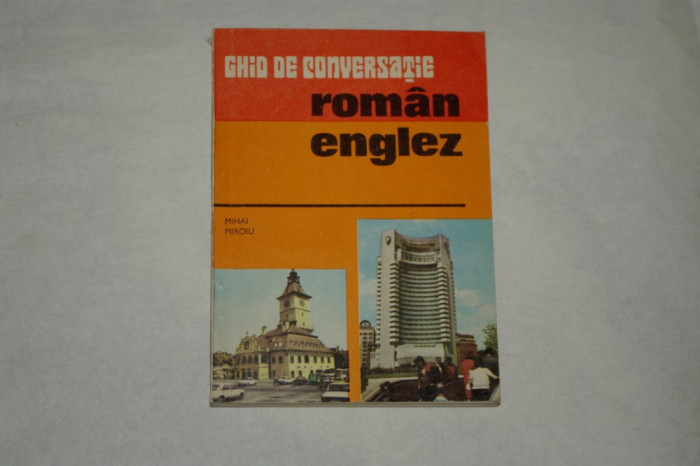 GHID DE CONVERSAȚIE
român
englez
MIHAI
MIROIU